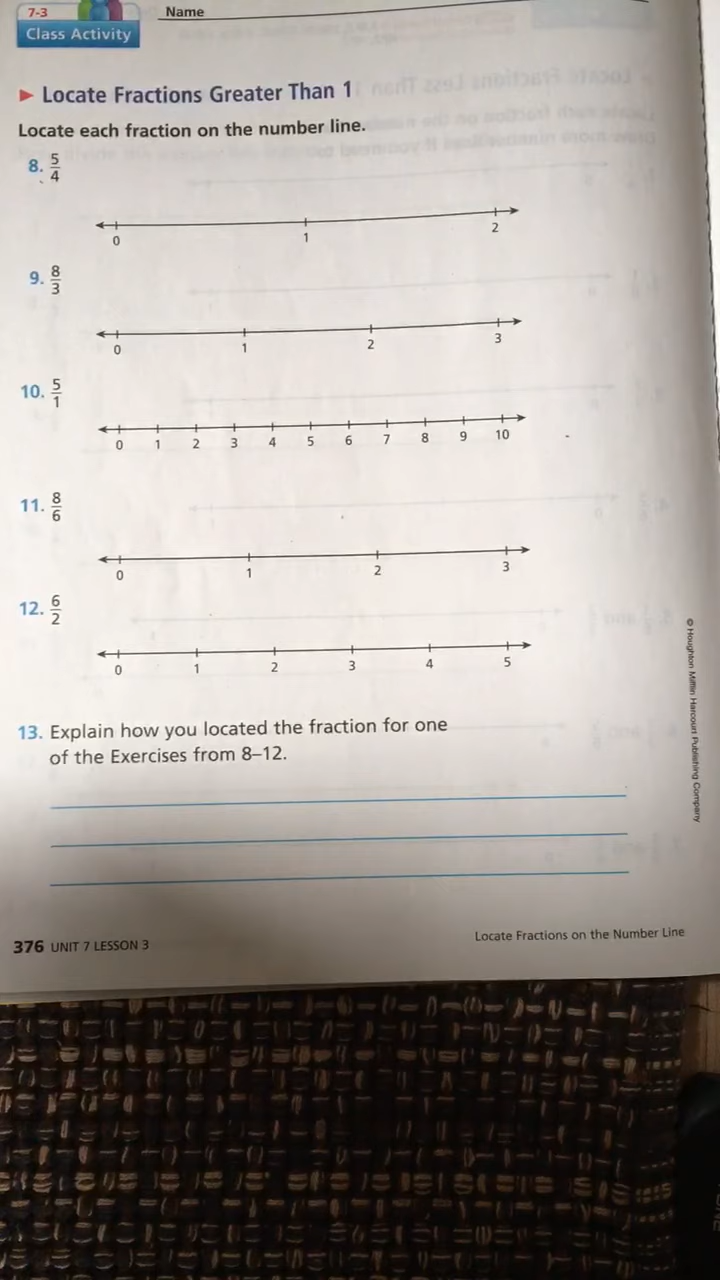 7-3
Name
Class Activity
► Locate Fractions Greater Than 1
Locate each fraction on the number line.
8. 5/4
0 1 2
9. 8/3
0 1 2 3
10. 5/1
0 1 2 3 4 5 6 7 8 9 10
11. 8/6
0 1 2 3
12. 6/2
0 1 2 3 4 5
13. Explain how you located the fraction for one
of the Exercises from 8–12.
© Houghton Mifflin Harcourt Publishing Company
376 UNIT 7 LESSON 3
Locate Fractions on the Number Line